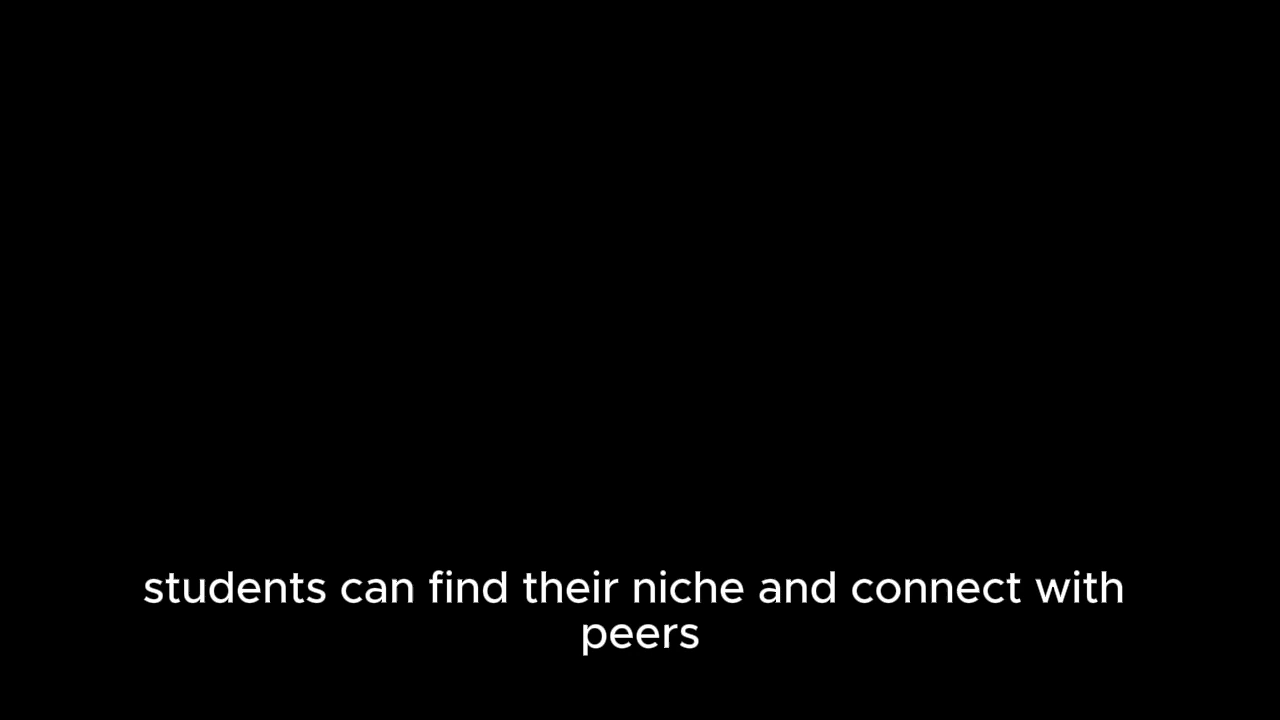 students can find their niche and connect with
peers